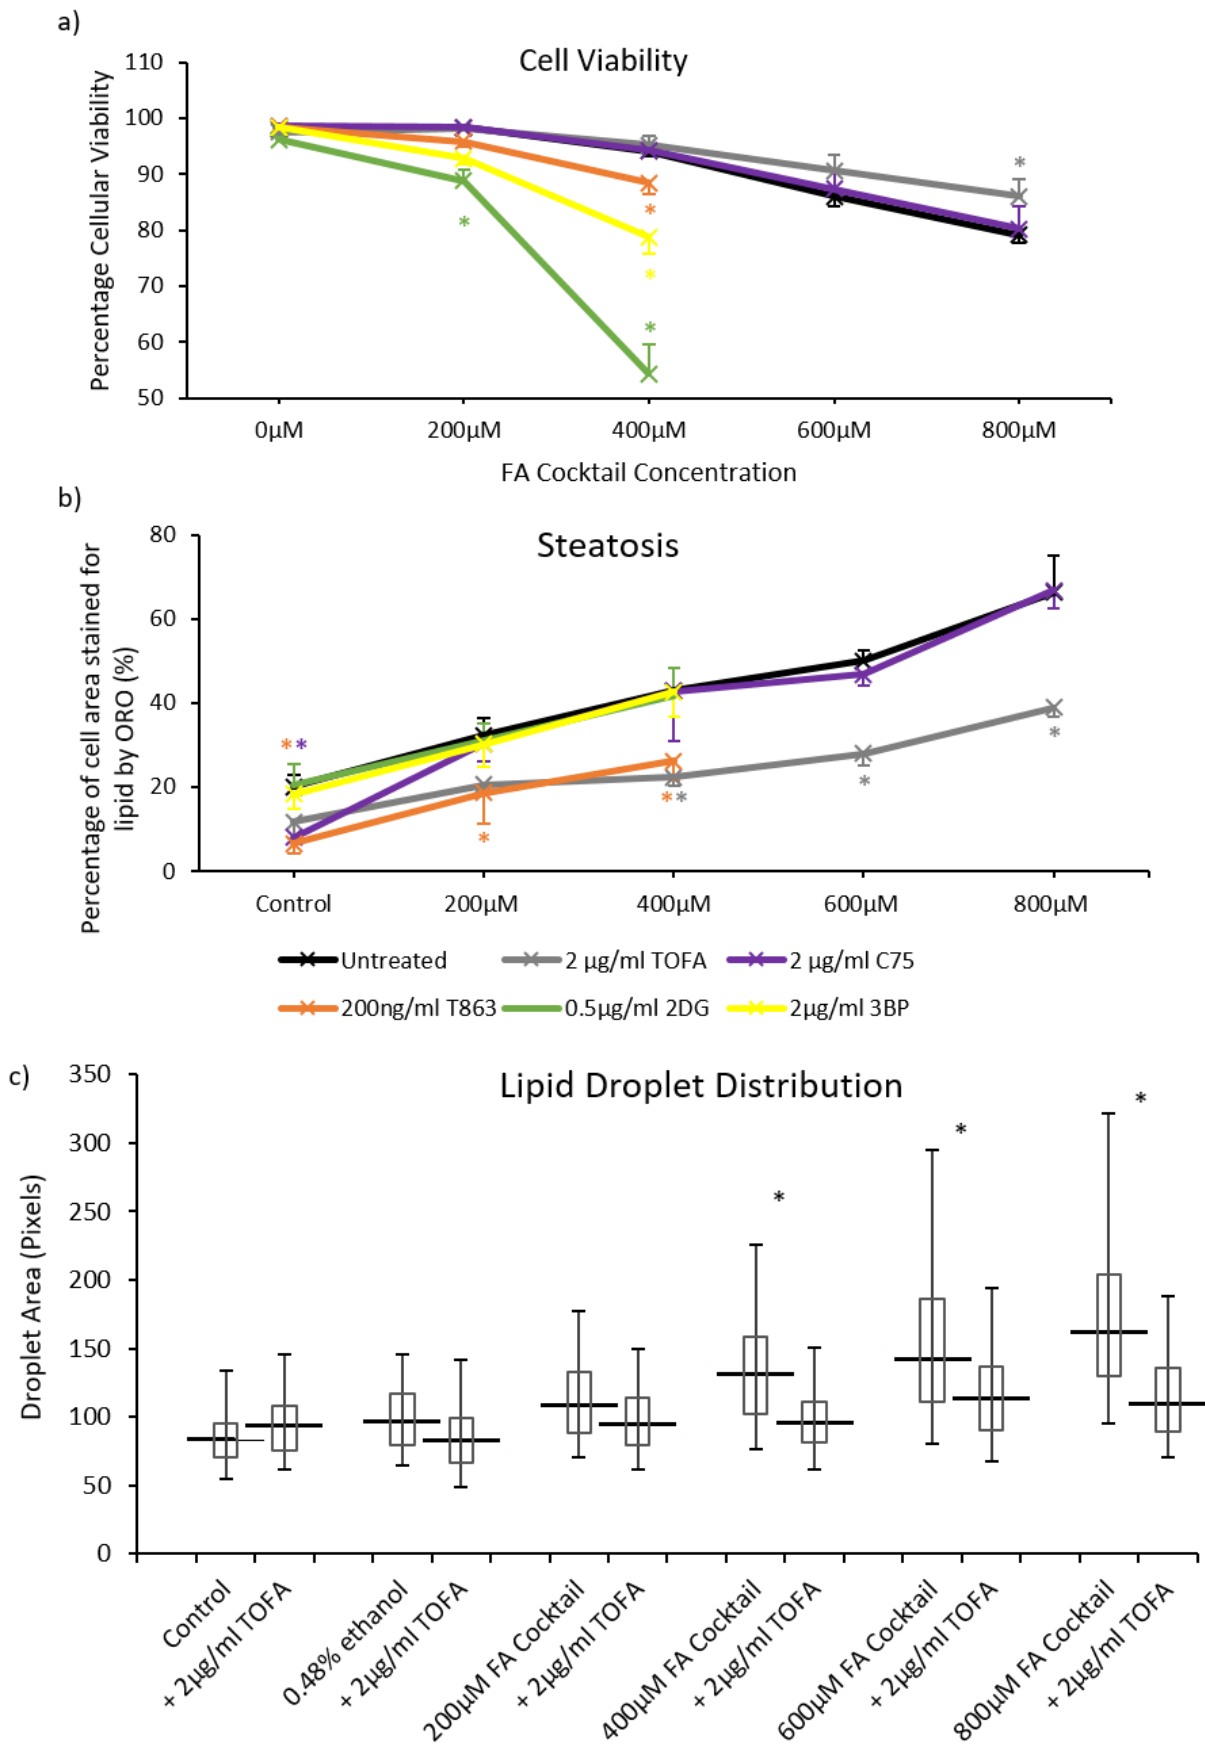 a)
Cell Viability
Percentage Cellular Viability
110
100
90
80
70
60
50
*
*
*
*
*
*
0µM
200µM
400µM
600µM
800µM
FA Cocktail Concentration
b)
Steatosis
Percentage of cell area stained for
lipid by ORO (%)
80
60
40
20
0
* *
*
* *
*
*
Control
200µM
400µM
600µM
800µM
Untreated
2 µg/ml TOFA
2 µg/ml C75
200ng/ml T863
0.5µg/ml 2DG
2µg/ml 3BP
c)
Lipid Droplet Distribution
Droplet Area (Pixels)
350
300
250
200
150
100
50
0
*
*
*
Control
+ 2µg/ml TOFA
0.48% ethanol
+ 2µg/ml TOFA
200µM FA Cocktail
+ 2µg/ml TOFA
400µM FA Cocktail
+ 2µg/ml TOFA
600µM FA Cocktail
+ 2µg/ml TOFA
800µM FA Cocktail
+ 2µg/ml TOFA